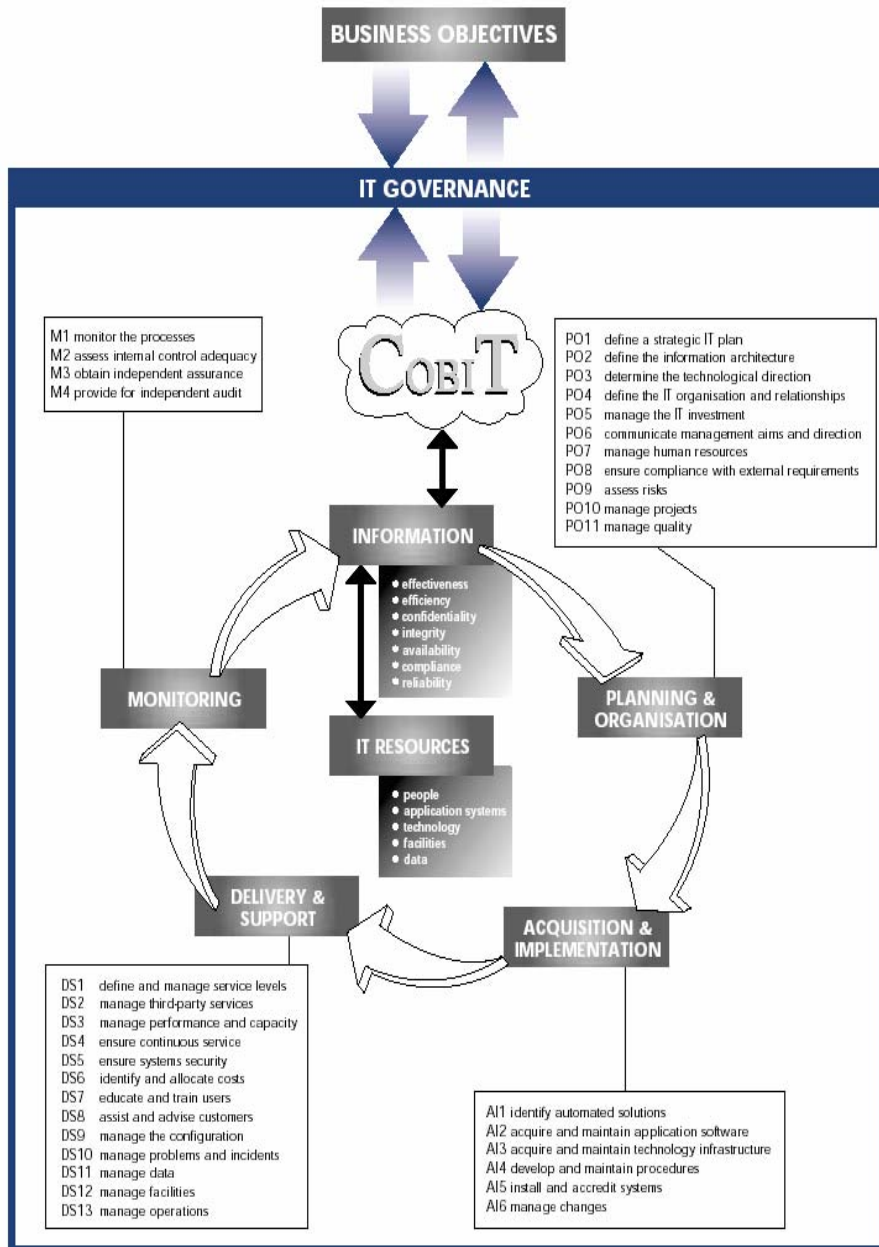 BUSINESS OBJECTIVES
IT GOVERNANCE
COBIT
M1 monitor the processes
M2 assess internal control adequacy
M3 obtain independent assurance
M4 provide for independent audit
PO1 define a strategic IT plan
PO2 define the information architecture
PO3 determine the technological direction
PO4 define the IT organisation and relationships
PO5 manage the IT investment
PO6 communicate management aims and direction
PO7 manage human resources
PO8 ensure compliance with external requirements
PO9 assess risks
PO10 manage projects
PO11 manage quality
INFORMATION
effectiveness
efficiency
confidentiality
integrity
availability
compliance
reliability
MONITORING
PLANNING &
ORGANISATION
IT RESOURCES
people
application systems
technology
facilities
data
DELIVERY &
SUPPORT
ACQUISITION &
IMPLEMENTATION
DS1 define and manage service levels
DS2 manage third-party services
DS3 manage performance and capacity
DS4 ensure continuous service
DS5 ensure systems security
DS6 identify and allocate costs
DS7 educate and train users
DS8 assist and advise customers
DS9 manage the configuration
DS10 manage problems and incidents
DS11 manage data
DS12 manage facilities
DS13 manage operations
AI1 identify automated solutions
AI2 acquire and maintain application software
AI3 acquire and maintain technology infrastructure
AI4 develop and maintain procedures
AI5 install and accredit systems
AI6 manage changes